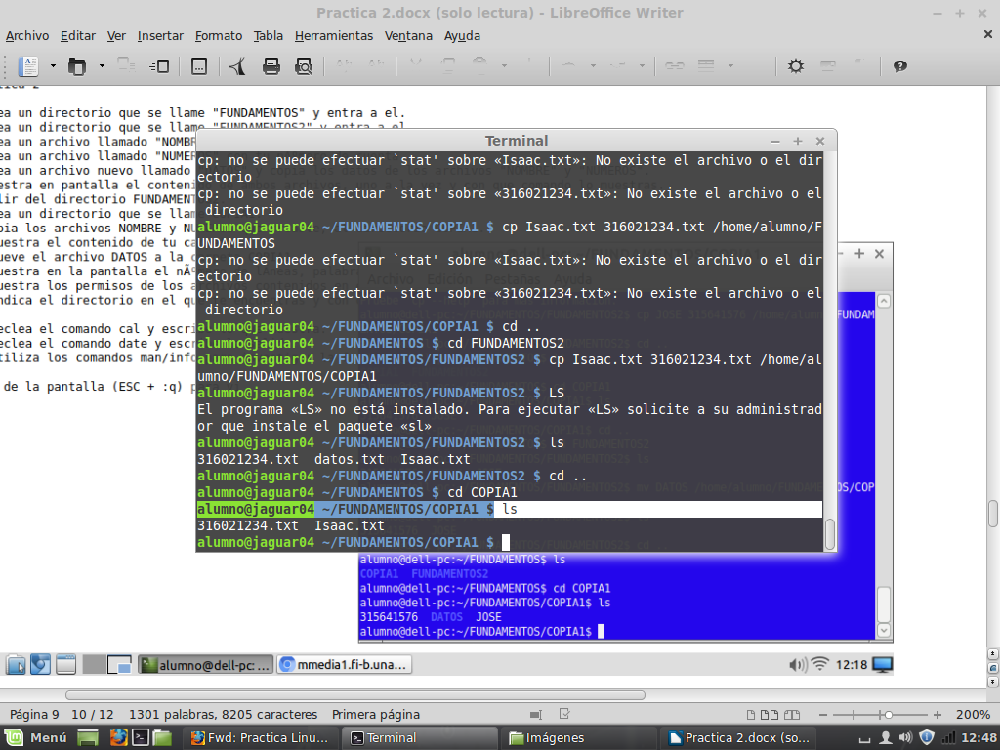 Practica 2.docx (solo lectura) - LibreOffice Writer
Archivo Editar Ver Insertar Formato Tabla Herramientas Ventana Ayuda
ea un directorio que se llame "FUNDAMENTOS" y entra a el.
ea un directorio que se llame "FUNDAMENTOS2" y entra a el
ea un archivo llamado "NOMBR
ea un archivo llamado "NUMER
ea un archivo nuevo llamado
estra en pantalla el conteni
lir del directorio FUNDAMENT
ea un directorio que se llam
pia los archivos NOMBRE y NU
uestra el contenido de tu ca
ueve el archivo DATOS a la c
uestra en la pantalla el nÃº
uestra los permisos de los a
ndica el directorio en el qu
eclea el comando cal y escri
eclea el comando date y escr
tiliza los comandos man/info
de la pantalla (ESC + :q) p
Terminal
cp: no se puede efectuar `stat' sobre «Isaac.txt»: No existe el archivo o el dir
ectorio
cp: no se puede efectuar `stat' sobre «316021234.txt»: No existe el archivo o el
directorio
alumno@jaguar04 ~/FUNDAMENTOS/COPIA1 $ cp Isaac.txt 316021234.txt /home/alumno/F
UNDAMENTOS
cp: no se puede efectuar `stat' sobre «Isaac.txt»: No existe el archivo o el dir
ectorio
cp: no se puede efectuar `stat' sobre «316021234.txt»: No existe el archivo o el
directorio
alumno@jaguar04 ~/FUNDAMENTOS/COPIA1 $ cd ..
alumno@jaguar04 ~/FUNDAMENTOS $ cd FUNDAMENTOS2
alumno@jaguar04 ~/FUNDAMENTOS/FUNDAMENTOS2 $ cp Isaac.txt 316021234.txt /home/al
umno/FUNDAMENTOS/COPIA1
alumno@jaguar04 ~/FUNDAMENTOS/FUNDAMENTOS2 $ LS
El programa «LS» no está instalado. Para ejecutar «LS» solicite a su administrad
or que instale el paquete «sl»
alumno@jaguar04 ~/FUNDAMENTOS/FUNDAMENTOS2 $ ls
316021234.txt datos.txt Isaac.txt
alumno@jaguar04 ~/FUNDAMENTOS/FUNDAMENTOS2 $ cd ..
alumno@jaguar04 ~/FUNDAMENTOS $ cd COPIA1
alumno@jaguar04 ~/FUNDAMENTOS/COPIA1 $ ls
316021234.txt Isaac.txt
alumno@jaguar04 ~/FUNDAMENTOS/COPIA1 $
FUNDAM
OS/COP
alumno@dell-pc:~/FUNDAMENTOS$ ls
COPIA1 FUNDAMENTOS2
alumno@dell-pc:~/FUNDAMENTOS$ cd COPIA1
alumno@dell-pc:~/FUNDAMENTOS/COPIA1$ ls
315641576 DATOS JOSE
alumno@dell-pc:~/FUNDAMENTOS/COPIA1$
alumno@dell-pc: ... mmedia1.fi-b.una... 12:18
Página 9 10 / 12 1301 palabras, 8205 caracteres Primera página 200%
Menú Fwd: Practica Linu... Terminal Imágenes Practica 2.docx (so... 12:48